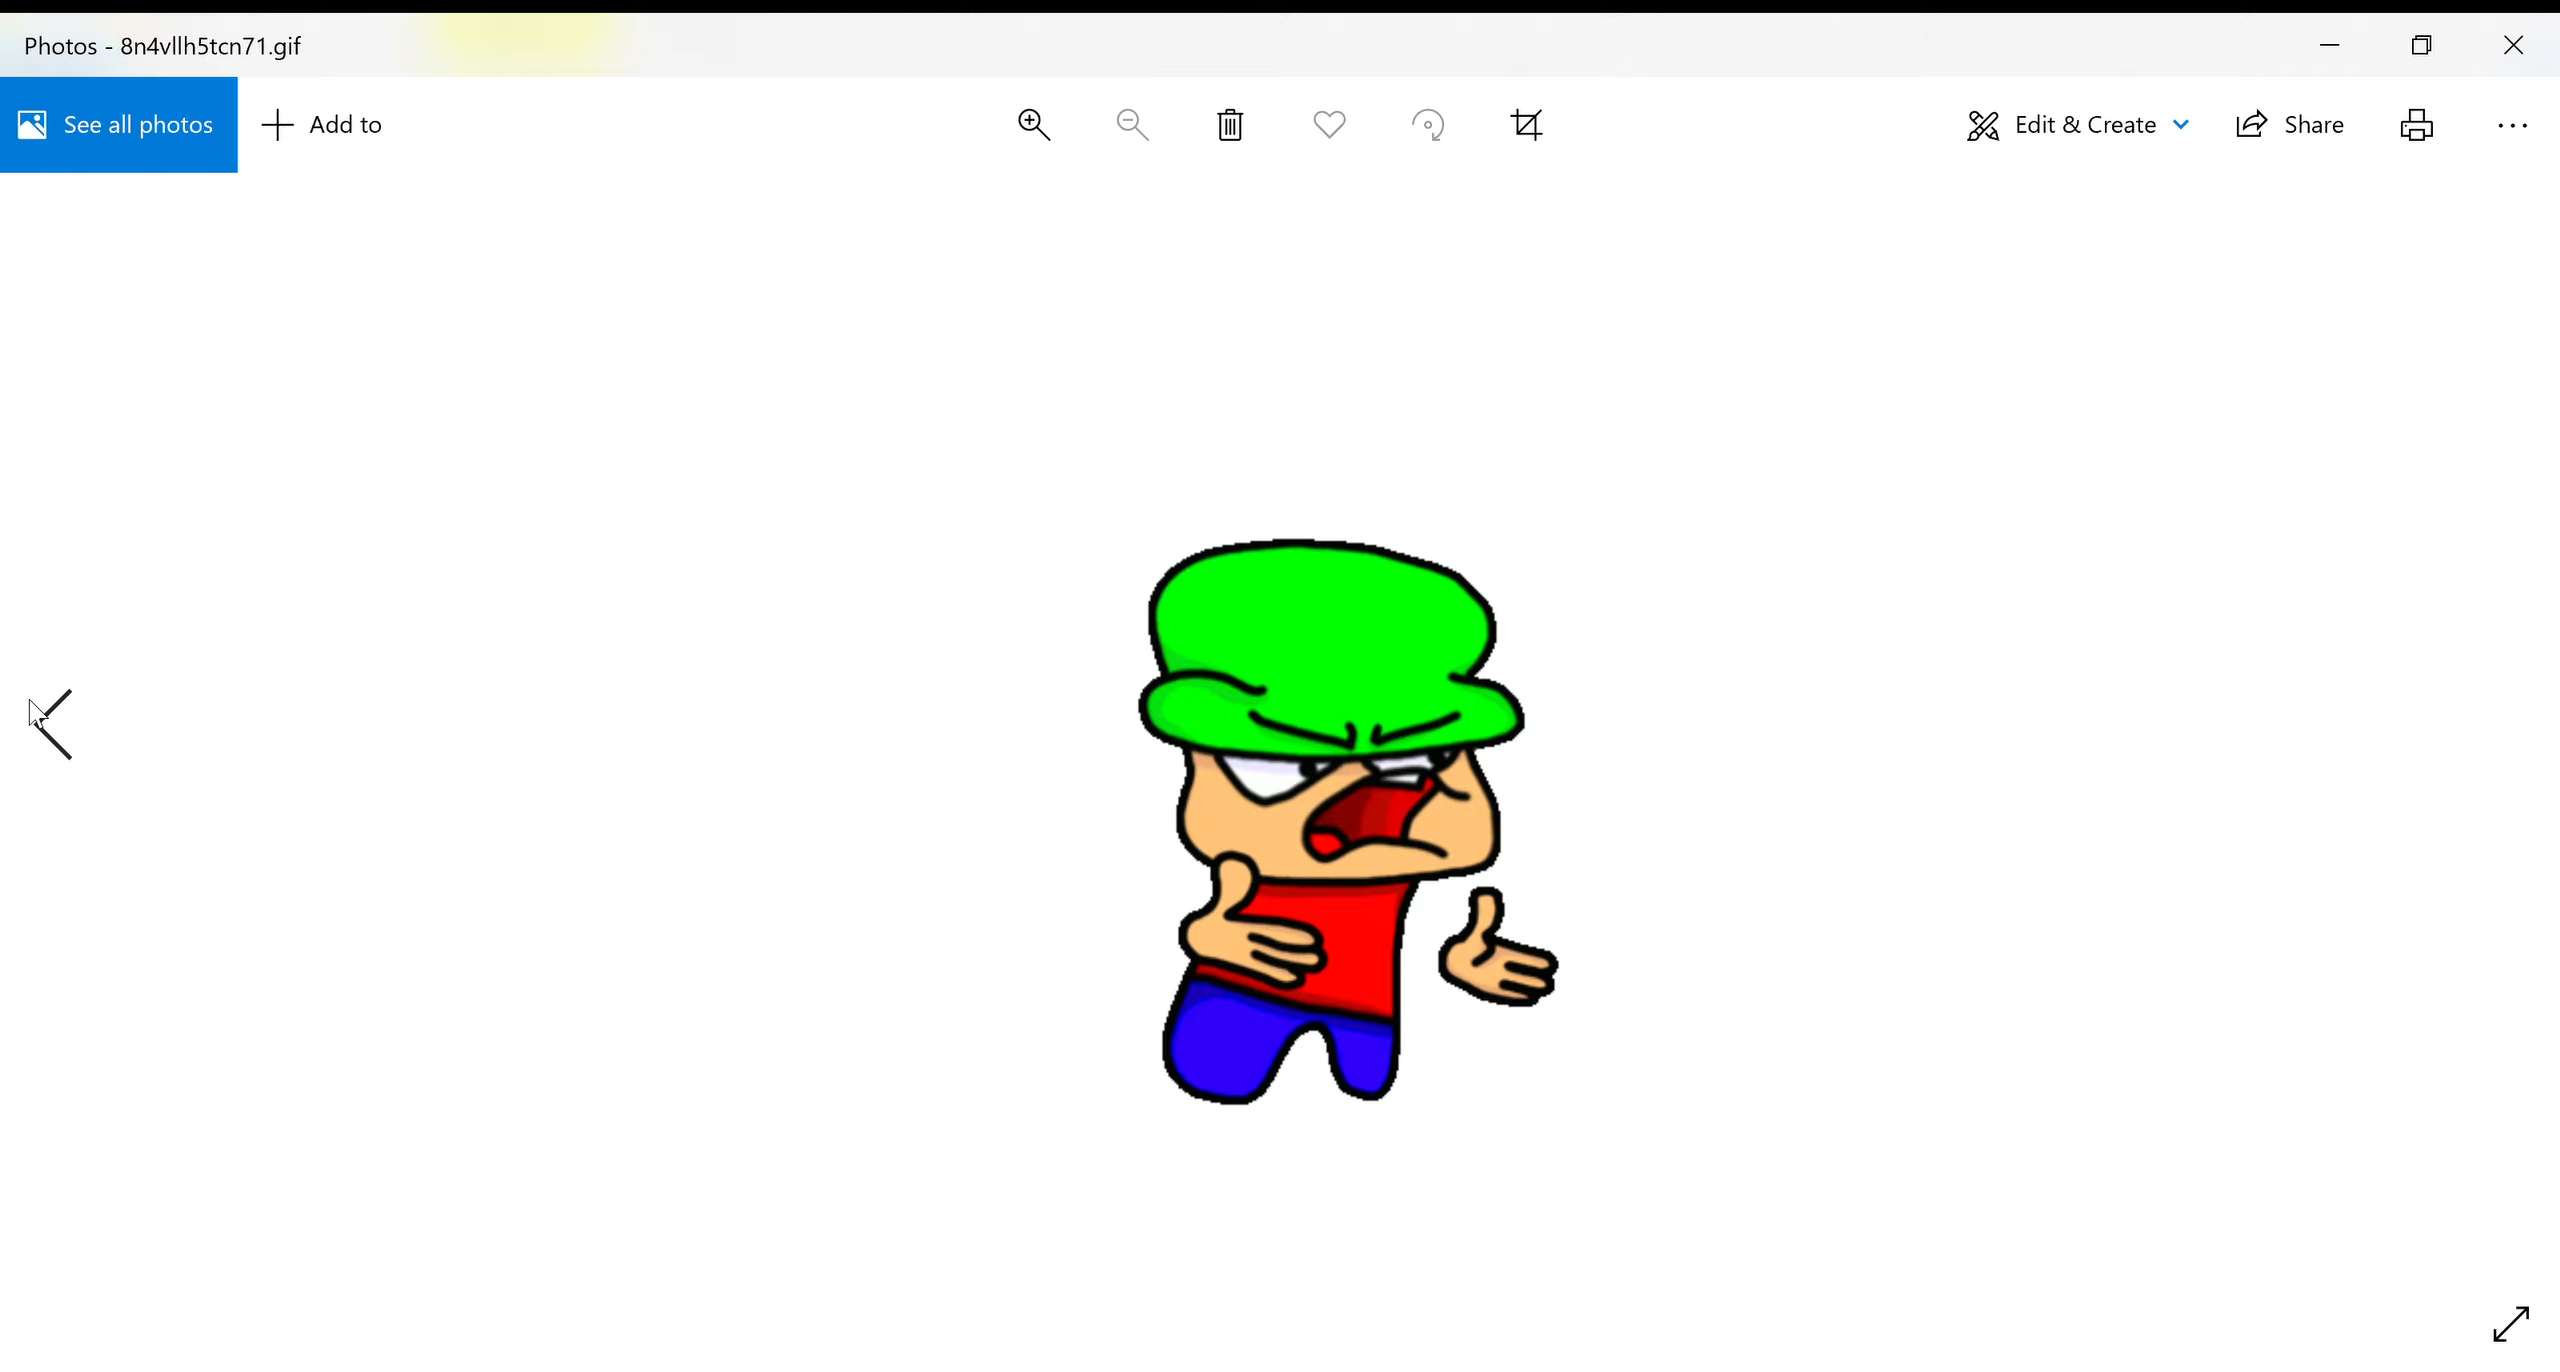 Photos - 8n4vllh5tcn71.gif
See all photos
Add to
Edit & Create
Share